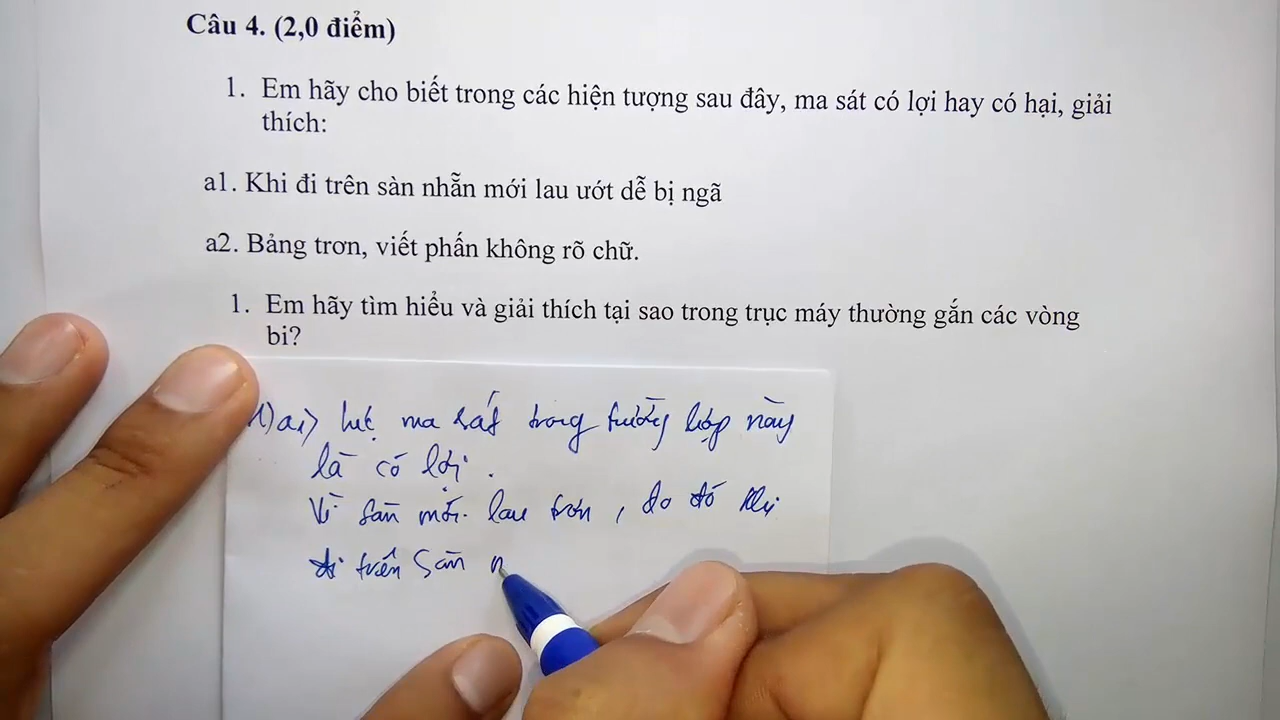 Câu 4. (2,0 điểm)
1. Em hãy cho biết trong các hiện tượng sau đây, ma sát có lợi hay có hại, giải
thích:
a1. Khi đi trên sàn nhẵn mới lau ướt dễ bị ngã
a2. Bảng trơn, viết phấn không rõ chữ.
1. Em hãy tìm hiểu và giải thích tại sao trong trục máy thường gắn các vòng
bi?
1) a1) lực ma sát trong trường hợp này
là có lợi.
Vì sàn mới lau trơn, do đó khi
đi trên sàn n